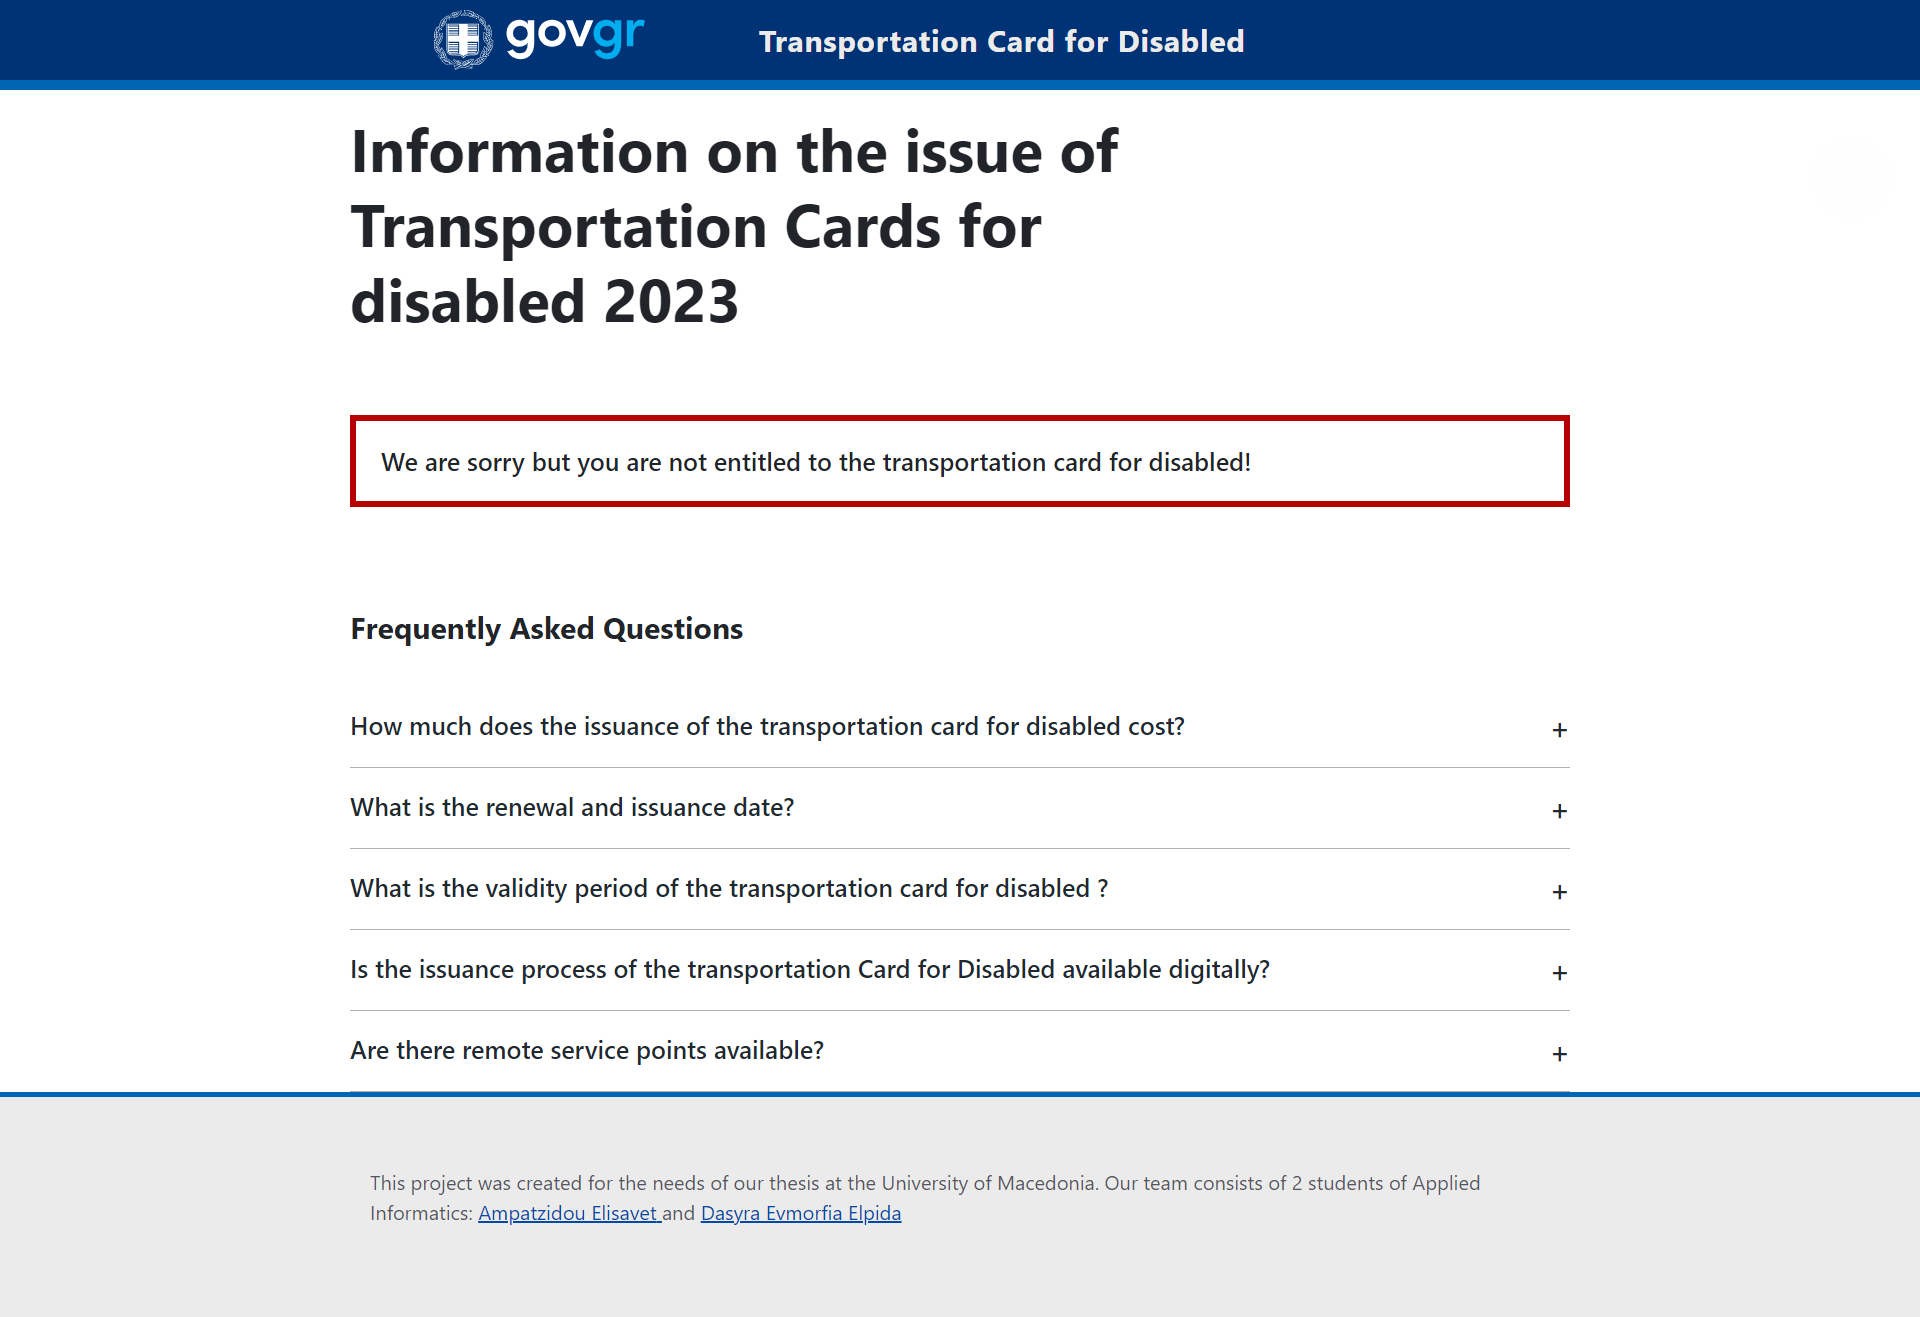 govgr
Transportation Card for Disabled
Information on the issue of
Transportation Cards for
disabled 2023
We are sorry but you are not entitled to the transportation card for disabled!
Frequently Asked Questions
How much does the issuance of the transportation card for disabled cost?
+
What is the renewal and issuance date?
+
What is the validity period of the transportation card for disabled ?
+
Is the issuance process of the transportation Card for Disabled available digitally?
+
Are there remote service points available?
+
This project was created for the needs of our thesis at the University of Macedonia. Our team consists of 2 students of Applied
Informatics: Ampatzidou Elisavet and Dasyra Evmorfia Elpida